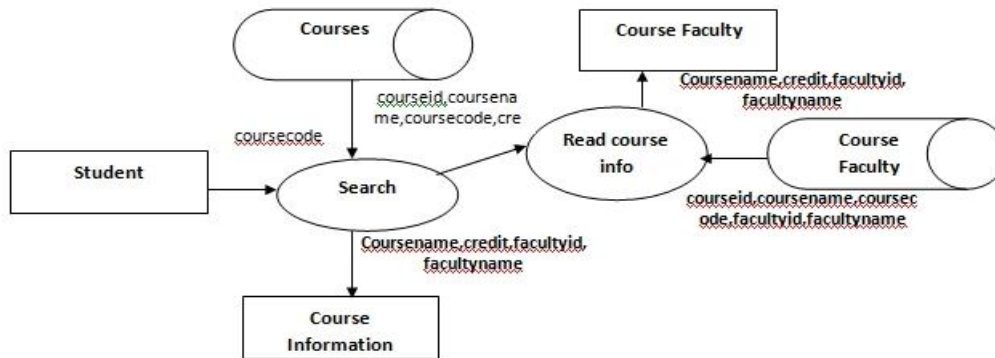 Courses
Course Faculty
Coursename,credit,facultyid,
facultyname
courseid,coursena
me,coursecode,cre
coursecode
Read course
info
Course
Faculty
Student
Search
courseid,coursename,coursec
ode,facultyid,facultyname
Coursename,credit,facultyid,
facultyname
Course
Information